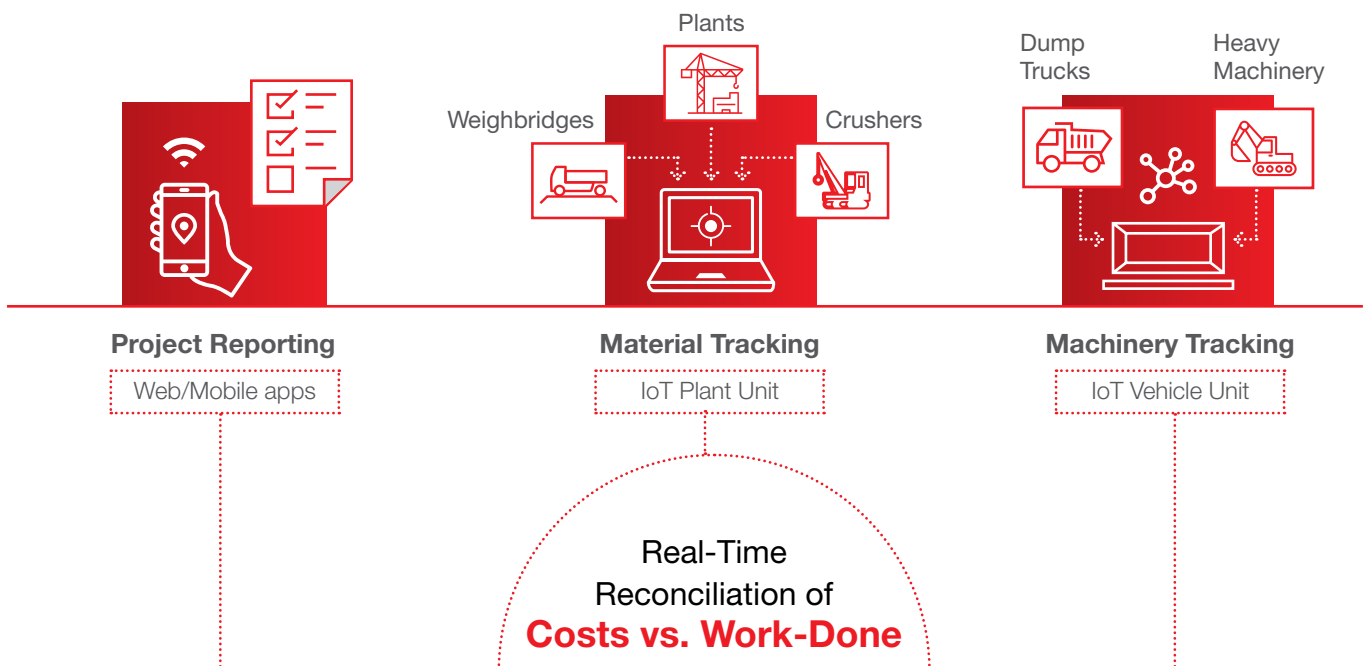 Plants
Weighbridges
Crushers
Dump
Trucks
Heavy
Machinery
Project Reporting
Web/Mobile apps
Material Tracking
IoT Plant Unit
Machinery Tracking
IoT Vehicle Unit
Real-Time
Reconciliation of
Costs vs. Work-Done